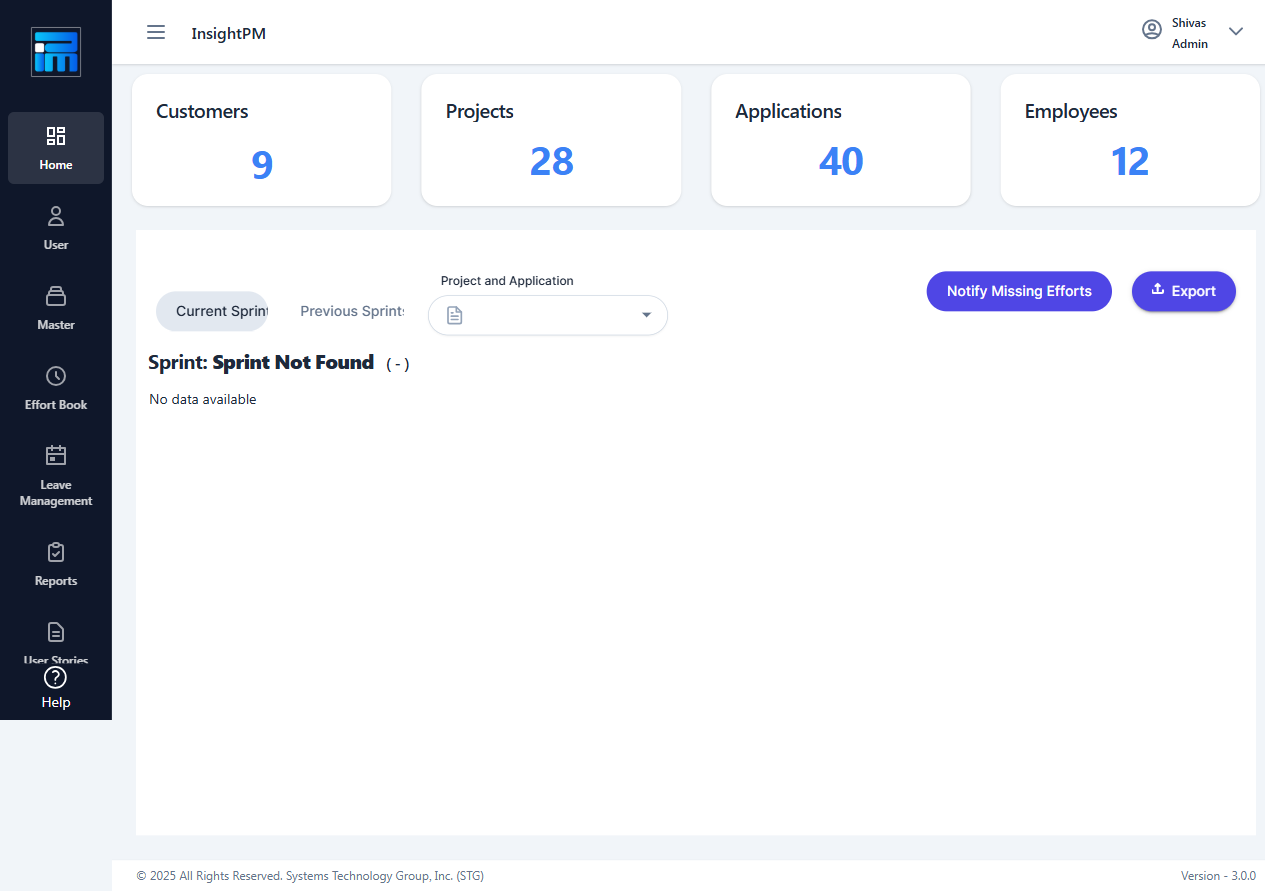 InsightPM
Shivas
Admin
Home
User
Master
Effort Book
Leave
Management
Reports
User Stories
Help
Customers
9
Projects
28
Applications
40
Employees
12
Current Sprint
Previous Sprints
Project and Application
Notify Missing Efforts
Export
Sprint: Sprint Not Found ( - )
No data available
© 2025 All Rights Reserved. Systems Technology Group, Inc. (STG)
Version - 3.0.0